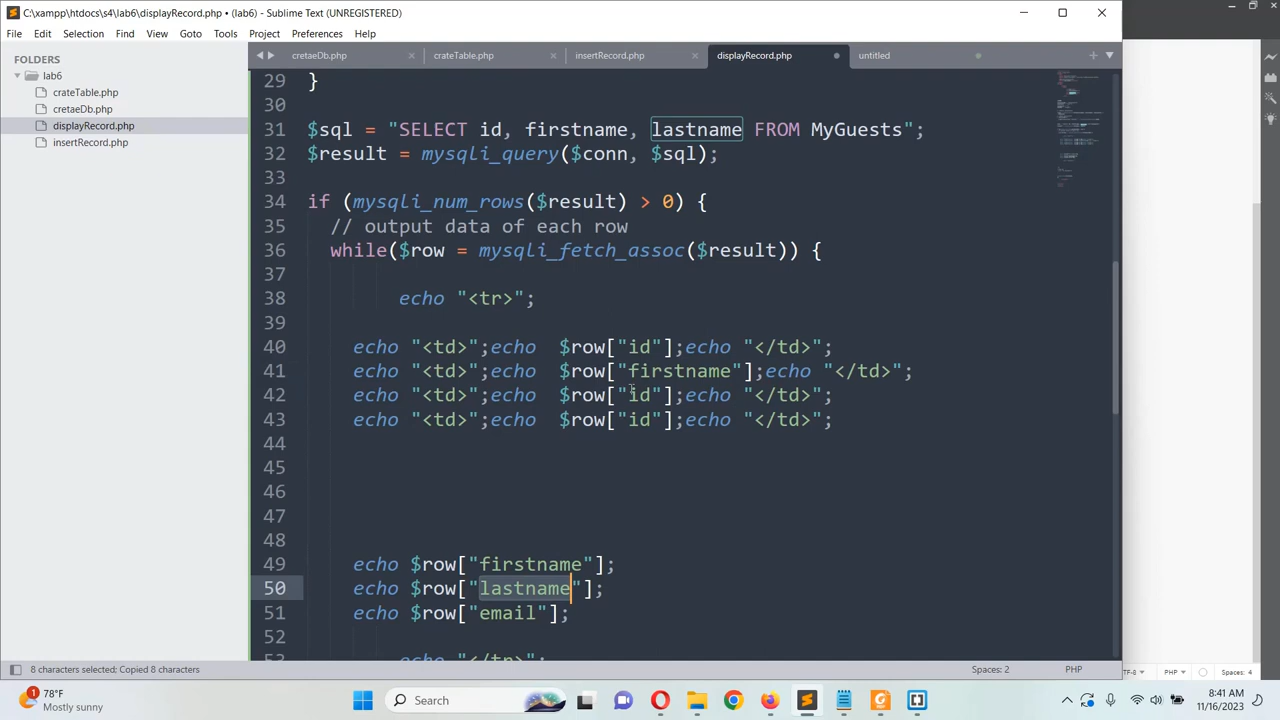 C:\xampp\htdocs\s4\lab6\displayRecord.php • (lab6) - Sublime Text (UNREGISTERED)
File Edit Selection Find View Goto Tools Project Preferences Help
FOLDERS
lab6
crateTable.php
cretaeDb.php
displayRecord.php
insertRecord.php
cretaeDb.php crateTable.php insertRecord.php displayRecord.php untitled
29 }
30
31 $sql = "SELECT id, firstname, lastname FROM MyGuests";
32 $result = mysqli_query($conn, $sql);
33
34 if (mysqli_num_rows($result) > 0) {
35 // output data of each row
36 while($row = mysqli_fetch_assoc($result)) {
37
38 echo "<tr>";
39
40 echo "<td>";echo  $row["id"];echo "</td>";
41 echo "<td>";echo  $row["firstname"];echo "</td>";
42 echo "<td>";echo  $row["id"];echo "</td>";
43 echo "<td>";echo  $row["id"];echo "</td>";
44
45
46
47
48
49 echo $row["firstname"];
50 echo $row["lastname"];
51 echo $row["email"];
52
53 echo "</tr>";
8 characters selected; Copied 8 characters
Spaces: 2
PHP
PHP
Spaces: 4
1
78°F
Mostly sunny
Search
8:41 AM
11/16/2023